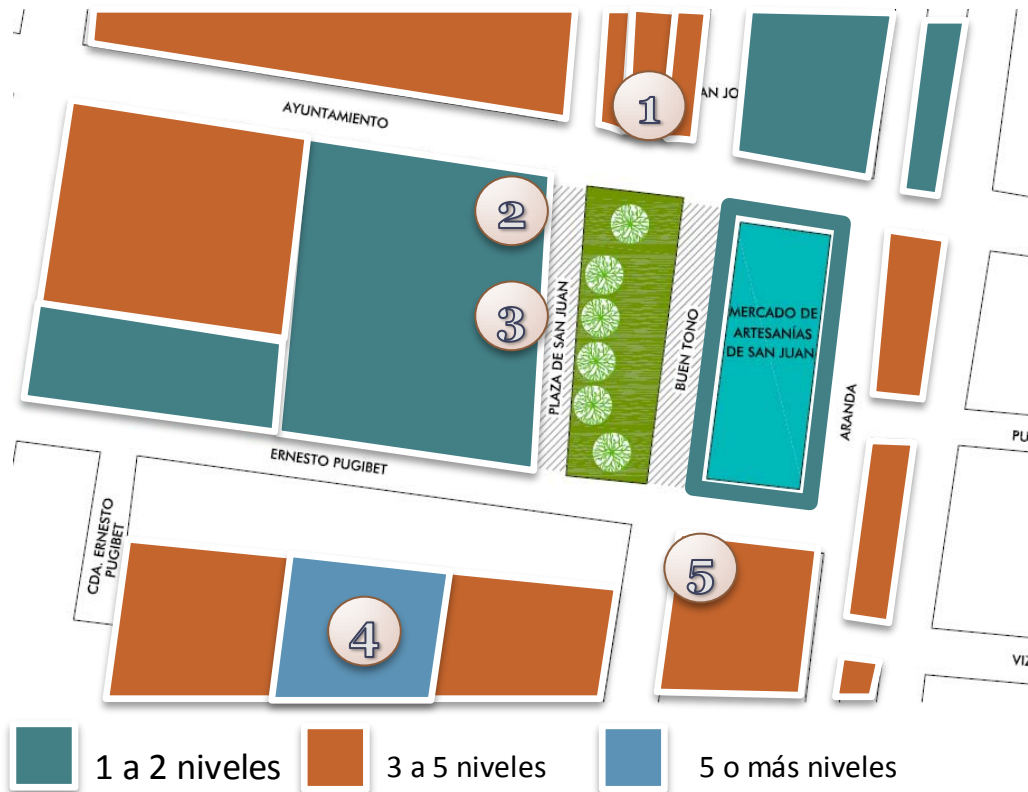 AYUNTAMIENTO
1
AN JO
2
3
PLAZA DE SAN JUAN
BUEN TONO
MERCADO DE
ARTESANÍAS
DE SAN JUAN
ARANDA
PU
ERNESTO PUGIBET
CDA. ERNESTO
PUGIBET
5
4
VIZ
1 a 2 niveles
3 a 5 niveles
5 o más niveles